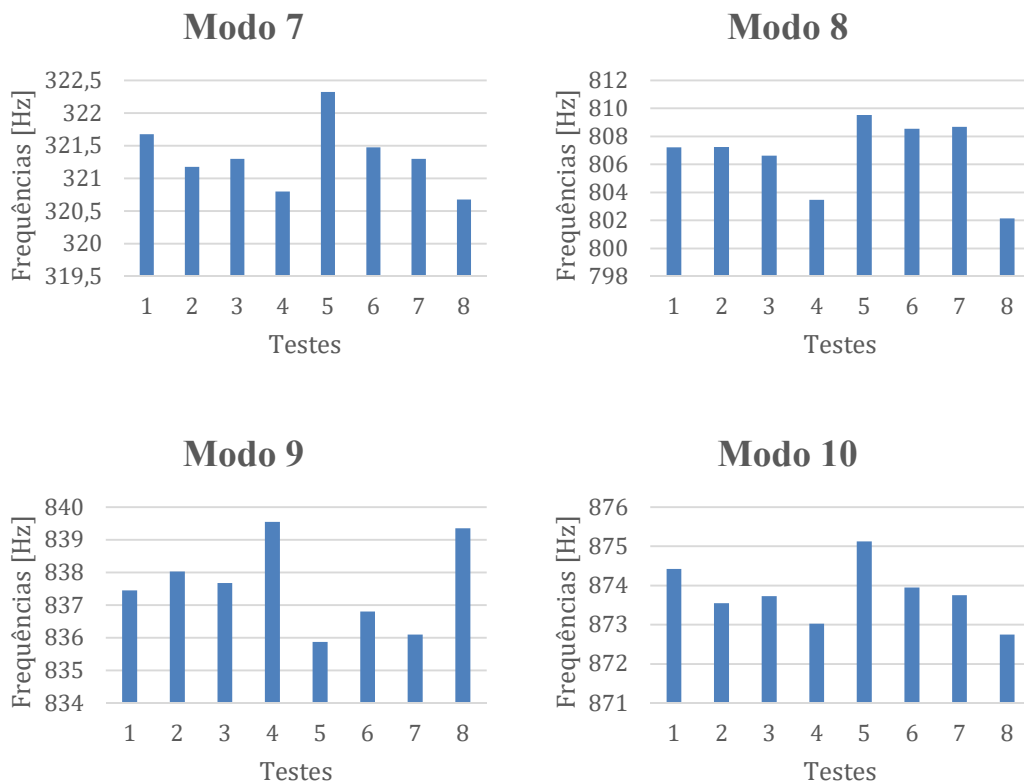 Modo 7
Frequências [Hz]
322,5
322
321,5
321
320,5
320
319,5
1 2 3 4 5 6 7 8
Testes
Modo 8
Frequências [Hz]
812
810
808
806
804
802
800
798
1 2 3 4 5 6 7 8
Testes
Modo 9
Frequências [Hz]
840
839
838
837
836
835
834
1 2 3 4 5 6 7 8
Testes
Modo 10
Frequências [Hz]
876
875
874
873
872
871
1 2 3 4 5 6 7 8
Testes